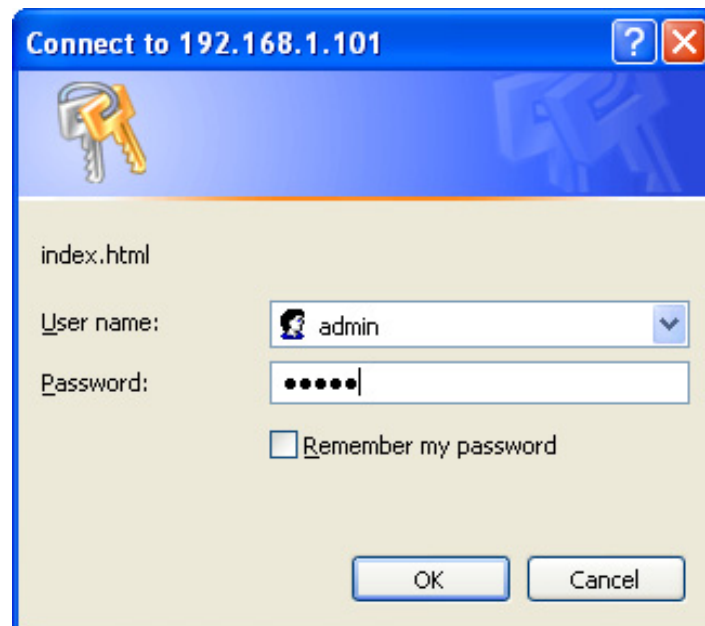 Connect to 192.168.1.101
index.html
User name: admin
Password: •••••
Remember my password
OK Cancel